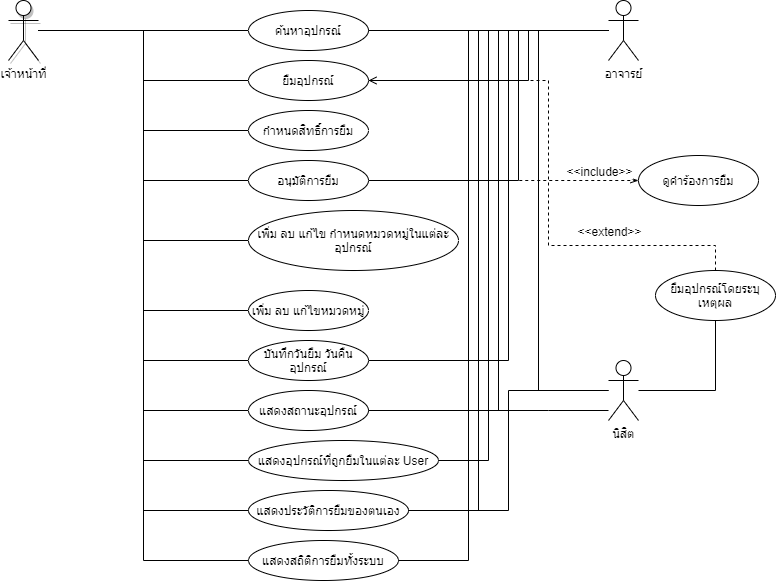 ค้นหาอุปกรณ์
เจ้าหน้าที่
ยืมอุปกรณ์
อาจารย์
กำหนดสิทธิ์การยืม
อนุมัติการยืม
<<include>>
ดูคำร้องการยืม
เพิ่ม ลบ แก้ไข กำหนดหมวดหมู่ในแต่ละ
อุปกรณ์
<<extend>>
ยืมอุปกรณ์โดยระบุ
เหตุผล
เพิ่ม ลบ แก้ไขหมวดหมู่
บันทึกวันยืม วันคืน
อุปกรณ์
แสดงสถานะอุปกรณ์
นิสิต
แสดงอุปกรณ์ที่ถูกยืมในแต่ละ User
แสดงประวัติการยืมของตนเอง
แสดงสถิติการยืมทั้งระบบ